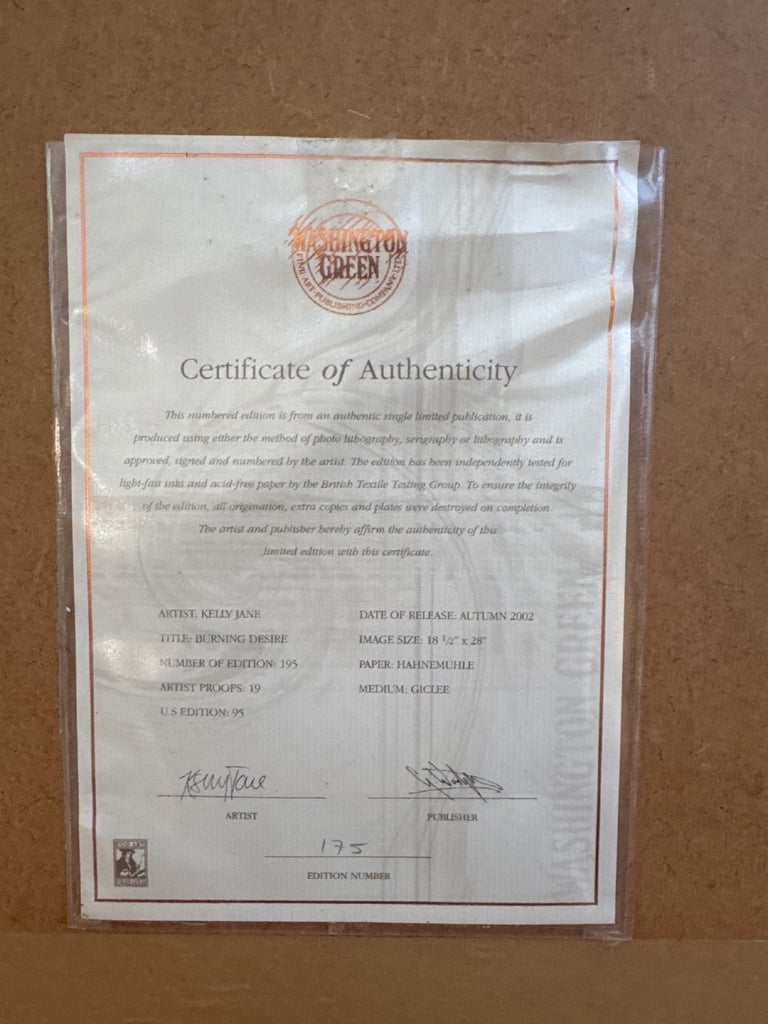 WASHINGTON
GREEN
FINE·ART·PUBLISHING·COMPANY·LTD
Certificate of Authenticity
This numbered edition is from an authentic single limited publication, it is
produced using either the method of photo lithography, serigraphy or lithography and is
approved, signed and numbered by the artist. The edition has been independently tested for
light-fast inks and acid-free paper by the British Textile Testing Group. To ensure the integrity
of the edition, all origination, extra copies and plates were destroyed on completion
The artist and publisher hereby affirm the authenticity of this
limited edition with this certificate.
ARTIST: KELLY JANE
DATE OF RELEASE: AUTUMN 2002
TITLE: BURNING DESIRE
IMAGE SIZE: 18 1/2" x 28"
NUMBER OF EDITION: 195
PAPER: HAHNEMUHLE
ARTIST PROOFS: 19
MEDIUM: GICLEE
U.S EDITION: 95
Kelly Jane
ARTIST
PUBLISHER
175
EDITION NUMBER
FINE ART
WASHINGTON GREEN